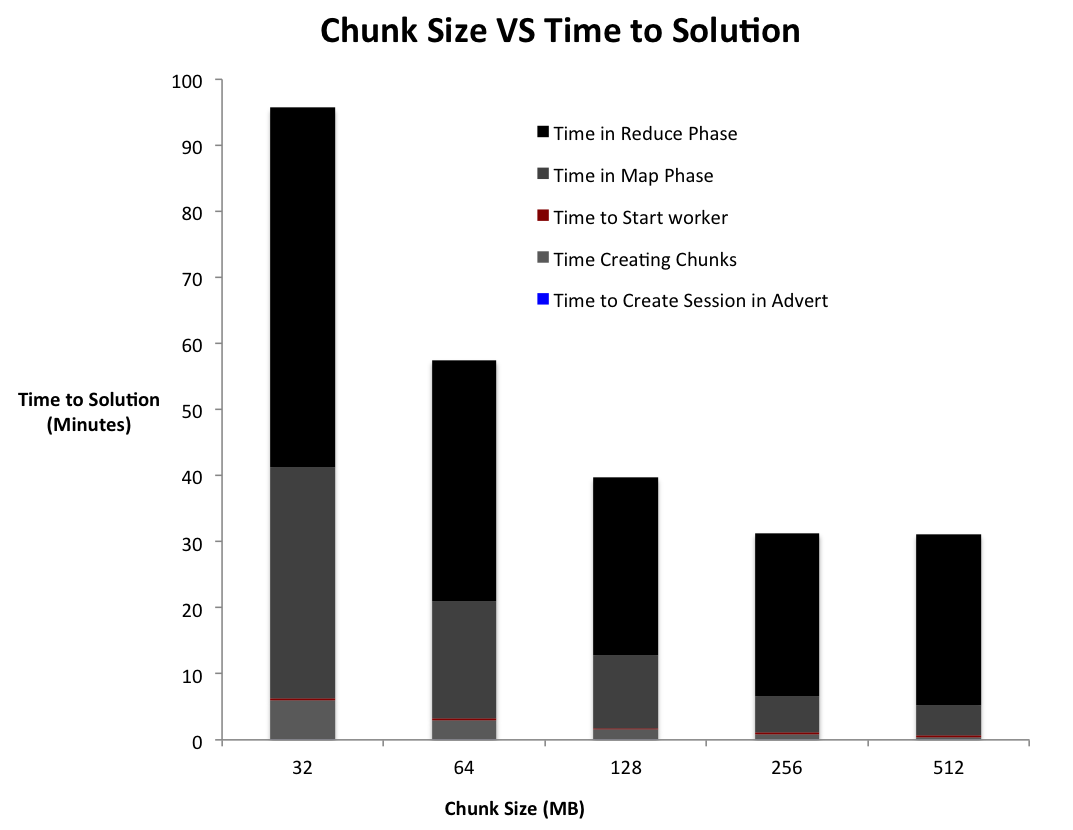 Chunk Size VS Time to Solution
100
90
80
70
60
50
40
30
20
10
0
Time to Solution
(Minutes)
Time in Reduce Phase
Time in Map Phase
Time to Start worker
Time Creating Chunks
Time to Create Session in Advert
32
64
128
256
512
Chunk Size (MB)